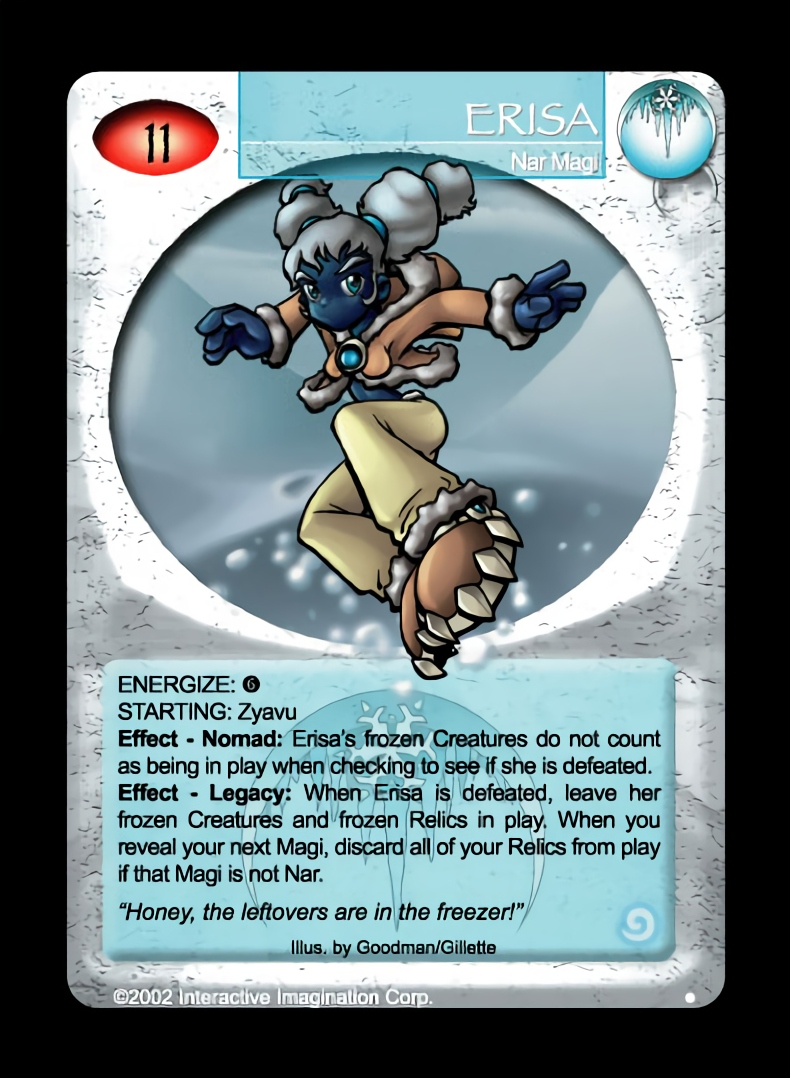 11
ERISA
Nar Magi
ENERGIZE: 6
STARTING: Zyavu
Effect - Nomad: Erisa's frozen Creatures do not count
as being in play when checking to see if she is defeated.
Effect - Legacy: When Erisa is defeated, leave her
frozen Creatures and frozen Relics in play. When you
reveal your next Magi, discard all of your Relics from play
if that Magi is not Nar.
“Honey, the leftovers are in the freezer!”
Illus. by Goodman/Gillette
©2002 Interactive Imagination Corp.